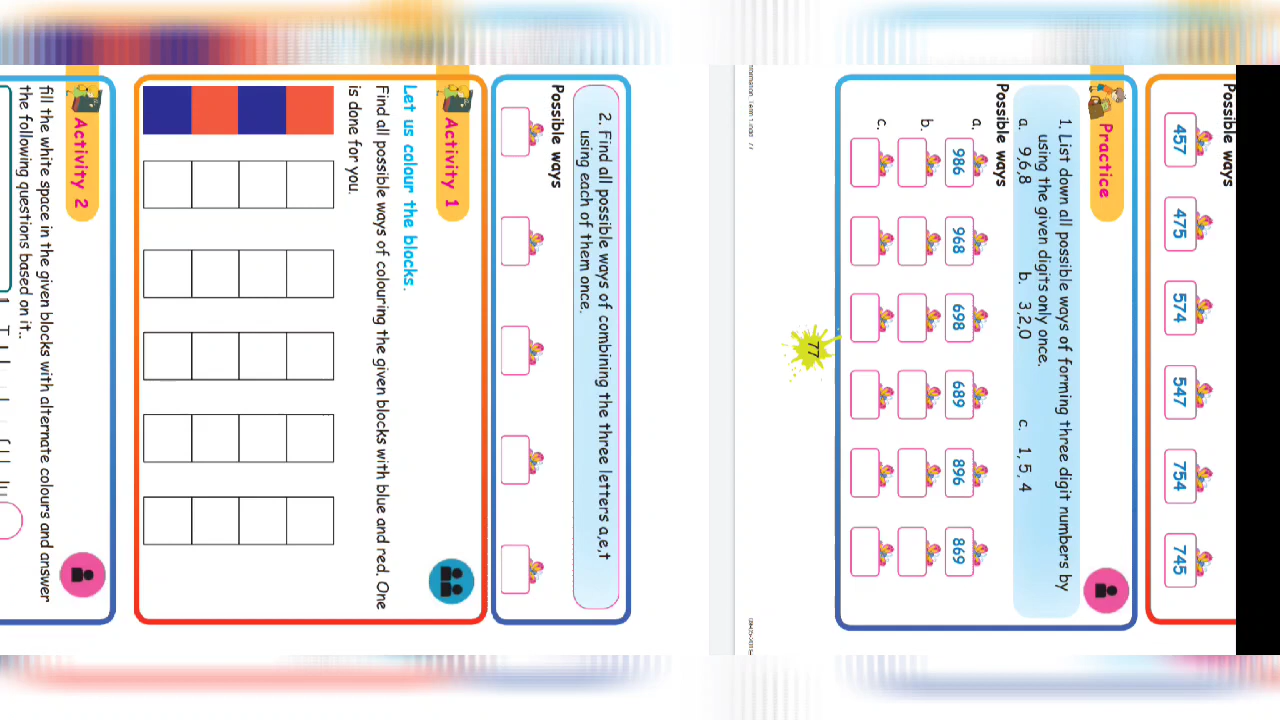 Possible ways
457 475 574 547 754 745
Practice
1. List down all possible ways of forming three digit numbers by
using the given digits only once.
a. 9,6,8 b. 3,2,0 c. 1, 5, 4
Possible ways
a. 986 968 698 689 896 869
b.
c.
77
2. Find all possible ways of combining the three letters a,e,t
using each of them once.
Possible ways
Activity 1
Let us colour the blocks.
Find all possible ways of colouring the given blocks with blue and red. One
is done for you.
Activity 2
fill the white space in the given blocks with alternate colours and answer
the following questions based on it.